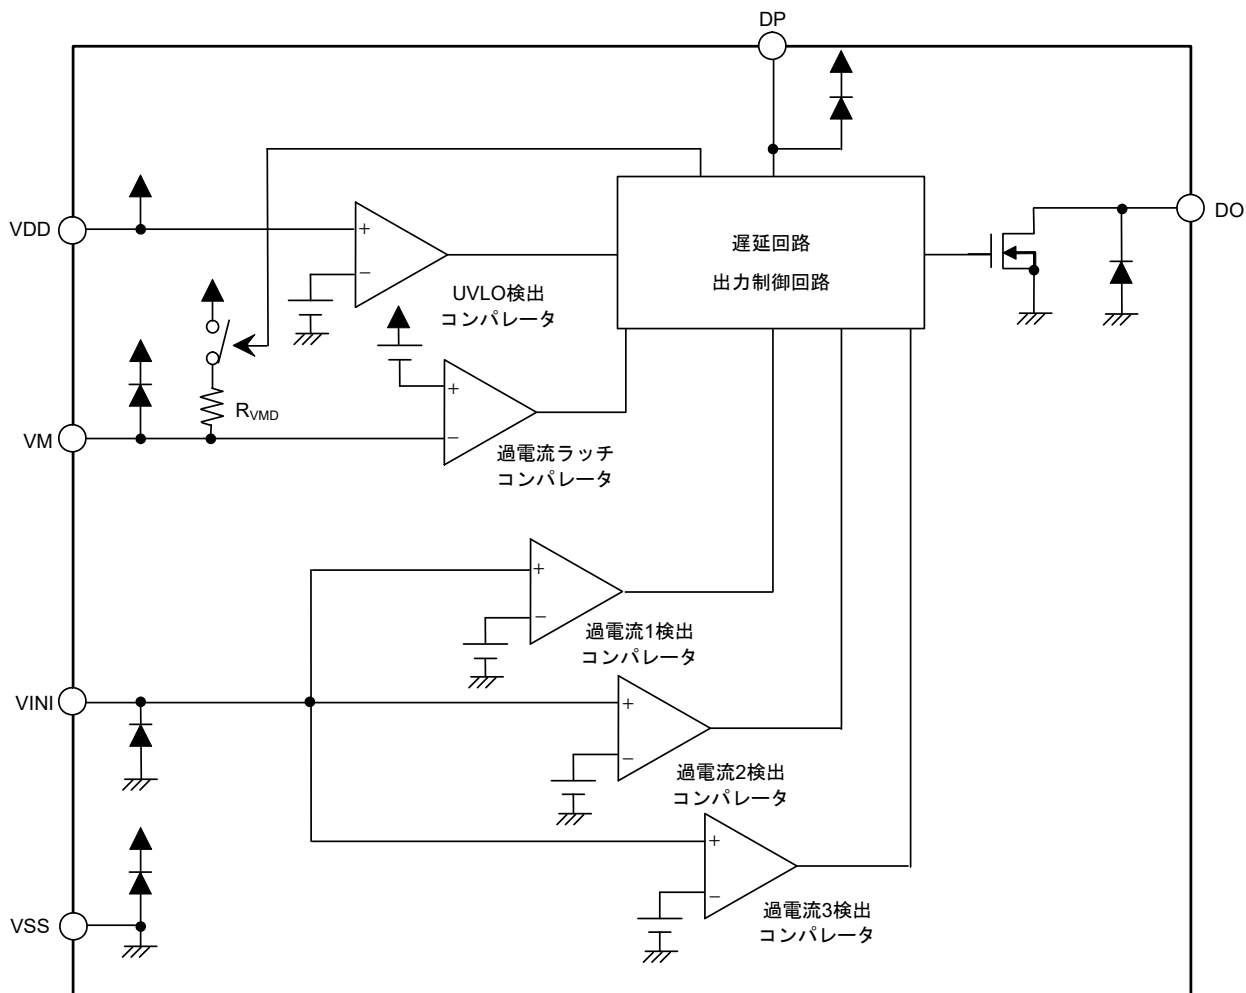 DP
VDD
+
−
UVLO検出
コンパレータ
遅延回路
出力制御回路
DO
RVMD
VM
+
−
過電流ラッチ
コンパレータ
+
−
過電流1検出
コンパレータ
VINI
+
−
過電流2検出
コンパレータ
+
−
過電流3検出
コンパレータ
VSS